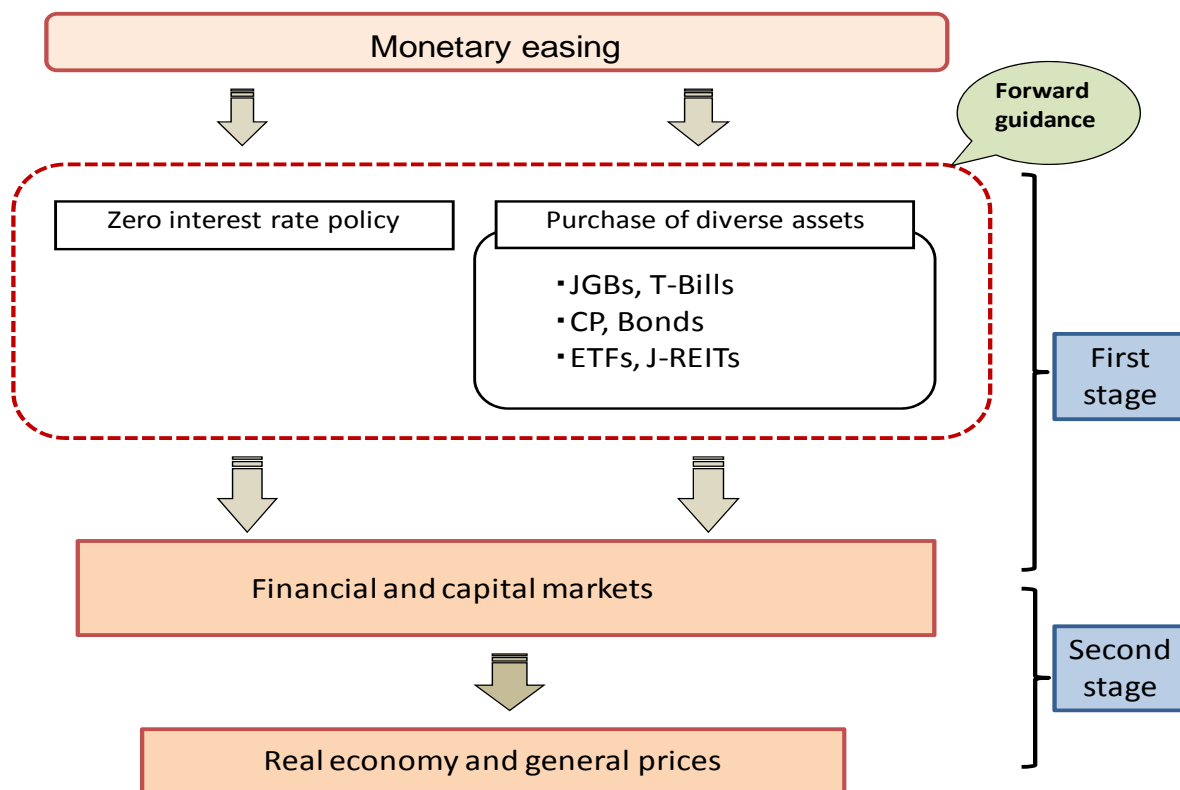 Monetary easing
Forward
guidance
Zero interest rate policy
Purchase of diverse assets
・JGBs, T-Bills
・CP, Bonds
・ETFs, J-REITs
First
stage
Financial and capital markets
Second
stage
Real economy and general prices